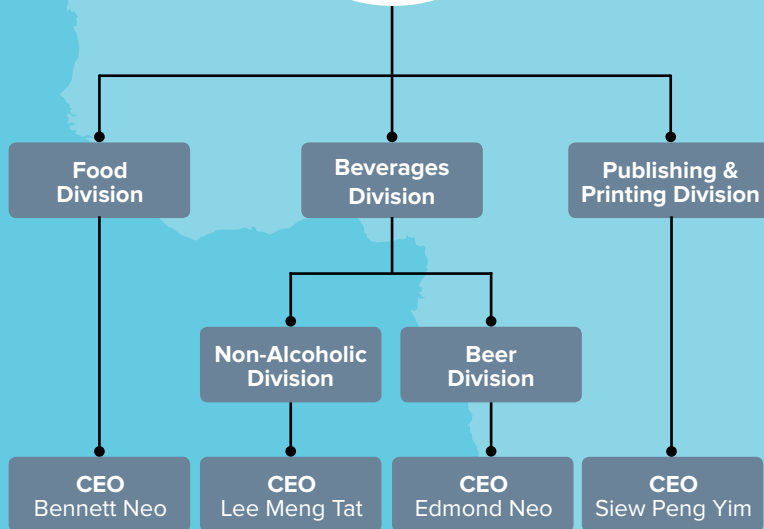 Food
Division
Beverages
Division
Publishing &
Printing Division
Non-Alcoholic
Division
Beer
Division
CEO
Bennett Neo
CEO
Lee Meng Tat
CEO
Edmond Neo
CEO
Siew Peng Yim